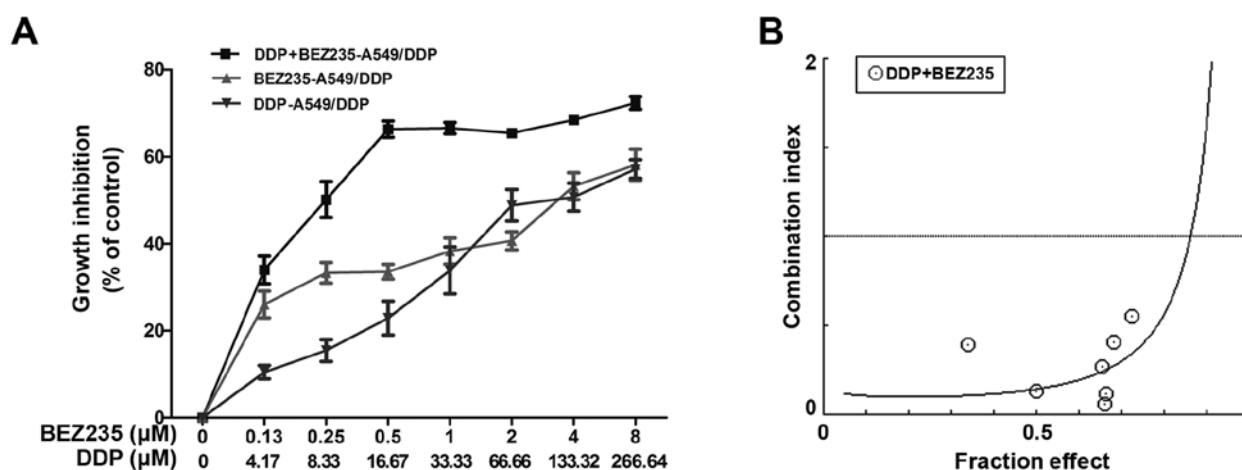 A
DDP+BEZ235-A549/DDP
BEZ235-A549/DDP
DDP-A549/DDP
Growth inhibition
(% of control)
80
60
40
20
0
BEZ235 (μM) 0 0.13 0.25 0.5 1 2 4 8
DDP (μM) 0 4.17 8.33 16.67 33.33 66.66 133.32 266.64
B
DDP+BEZ235
Combination index
2
0
0 0.5
Fraction effect